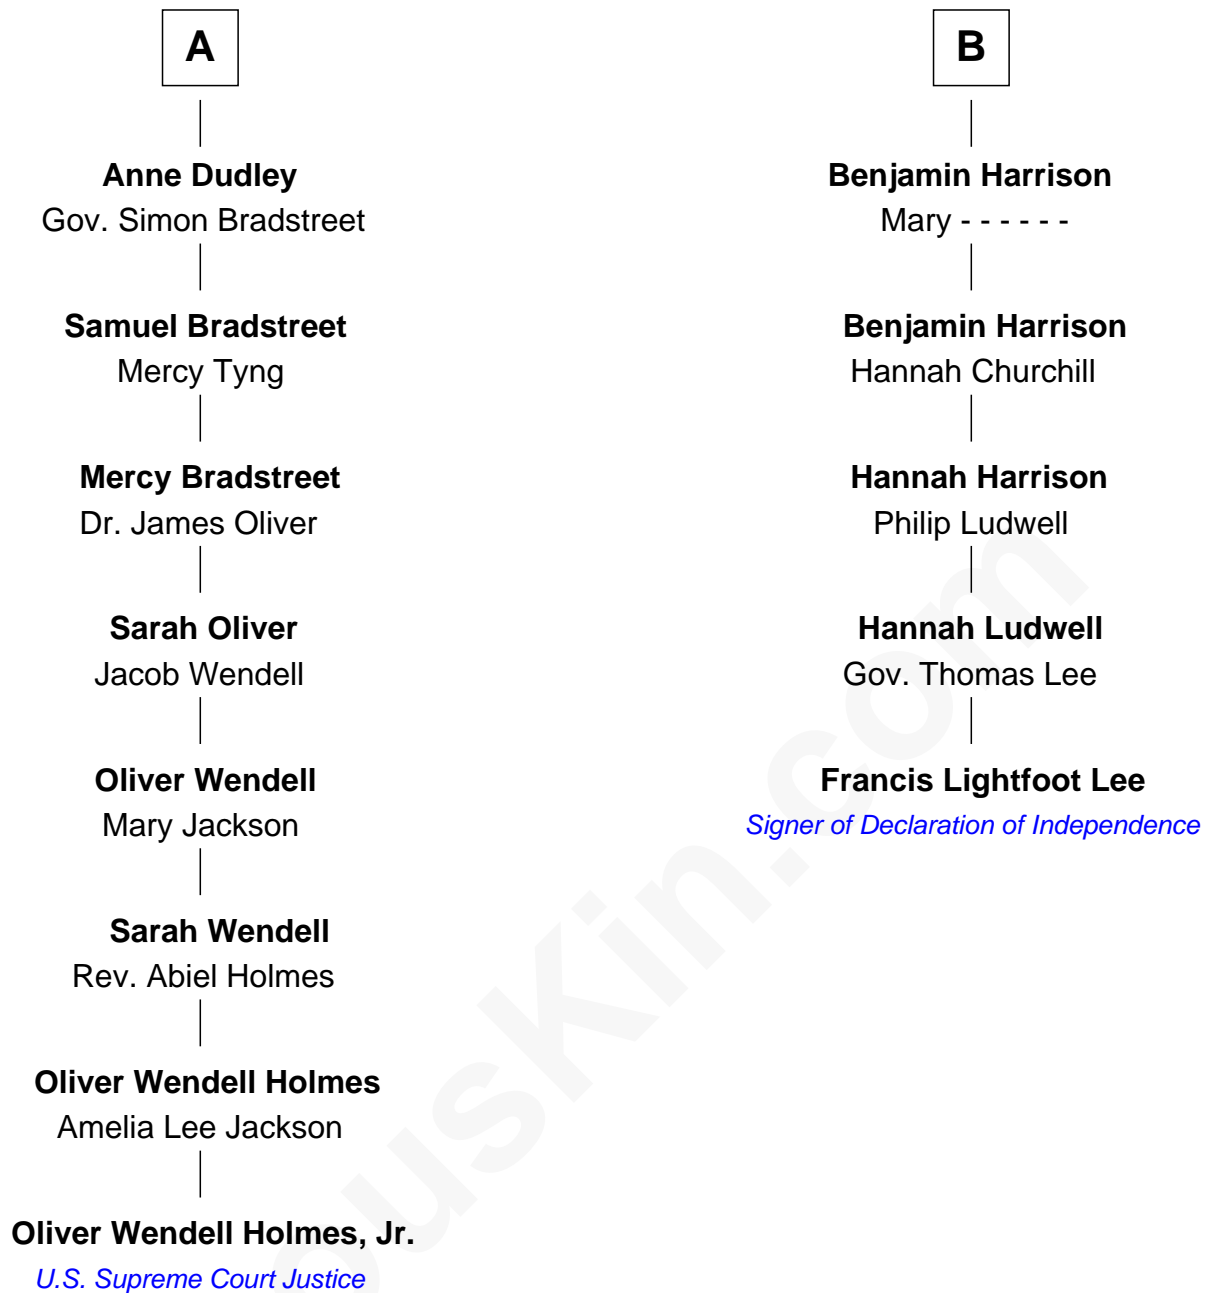 A
Anne Dudley
Gov. Simon Bradstreet
Samuel Bradstreet
Mercy Tyng
Mercy Bradstreet
Dr. James Oliver
Sarah Oliver
Jacob Wendell
Oliver Wendell
Mary Jackson
Sarah Wendell
Rev. Abiel Holmes
Oliver Wendell Holmes
Amelia Lee Jackson
Oliver Wendell Holmes, Jr.
U.S. Supreme Court Justice
B
Benjamin Harrison
Mary - - - - - -
Benjamin Harrison
Hannah Churchill
Hannah Harrison
Philip Ludwell
Hannah Ludwell
Gov. Thomas Lee
Francis Lightfoot Lee
Signer of Declaration of Independence
ousKin.com